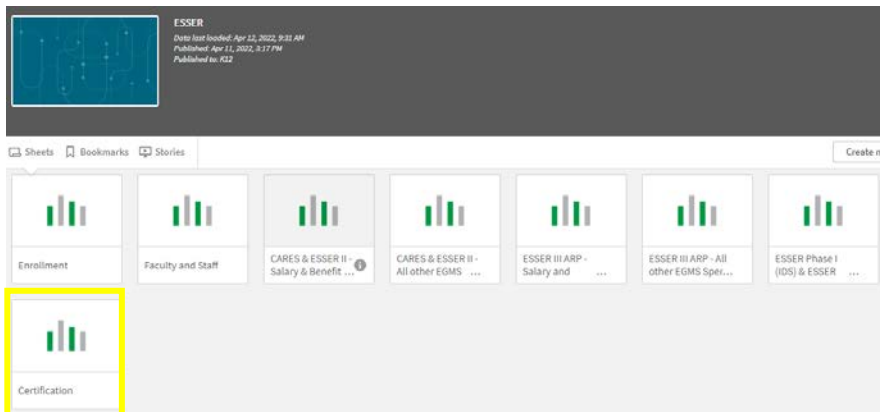 ESSER
Data last loaded: Apr 12, 2022, 9:31 AM
Published: Apr 11, 2022, 3:17 PM
Published to: K12
Sheets Bookmarks Stories
Create n
Enrollment
Faculty and Staff
CARES & ESSER II -
Salary & Benefit ...
CARES & ESSER II -
All other EGMS ...
ESSER III ARP -
Salary and ...
ESSER III ARP - All
other EGMS Sper...
ESSER Phase I
(IDS) & ESSER ...
Certification